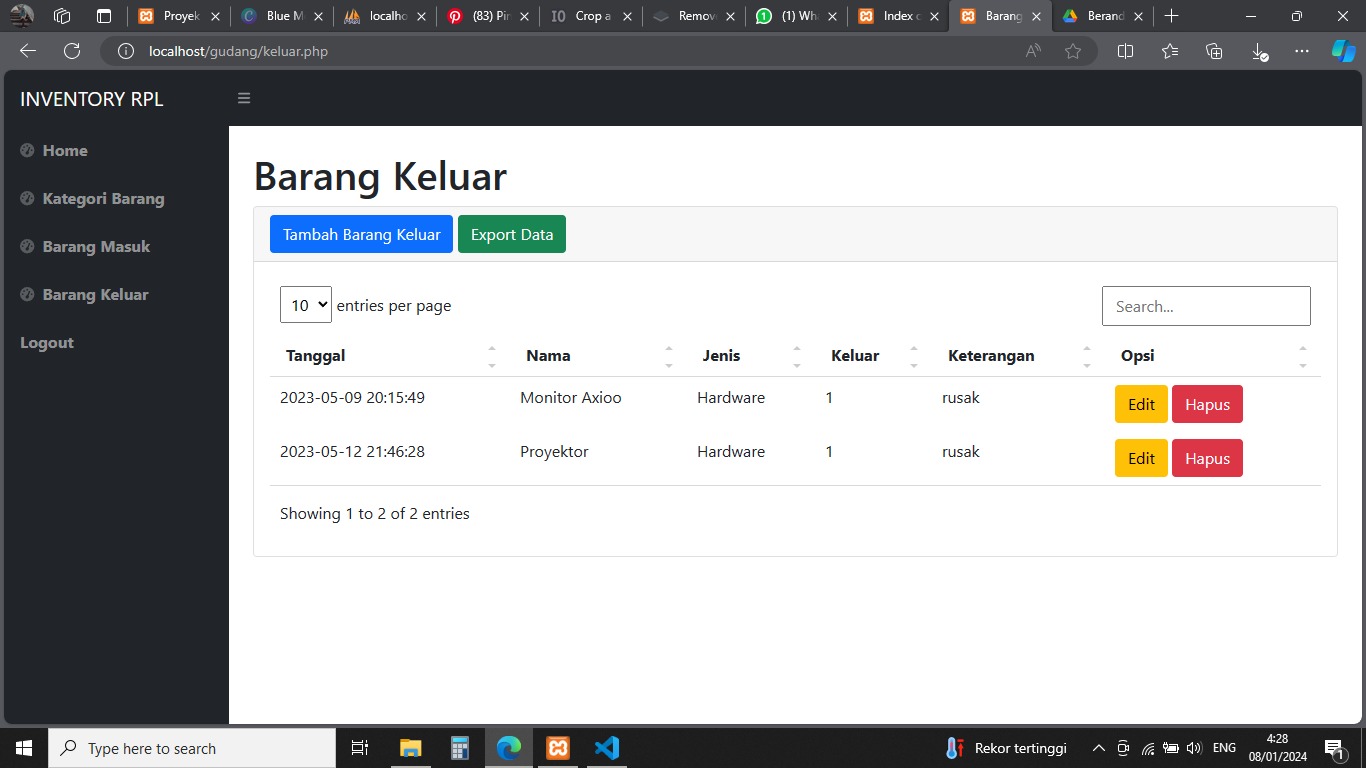 Proyek
Blue M
localho
(83) Pin
Crop a
Remov
(1) Wh
Index o
Barang
Berand
localhost/gudang/keluar.php
INVENTORY RPL
Home
Kategori Barang
Barang Masuk
Barang Keluar
Logout
Barang Keluar
Tambah Barang Keluar Export Data
10 entries per page
Search...
Tanggal Nama Jenis Keluar Keterangan Opsi
2023-05-09 20:15:49 Monitor Axioo Hardware 1 rusak Edit Hapus
2023-05-12 21:46:28 Proyektor Hardware 1 rusak Edit Hapus
Showing 1 to 2 of 2 entries
Type here to search
Rekor tertinggi
ENG
4:28
08/01/2024
1